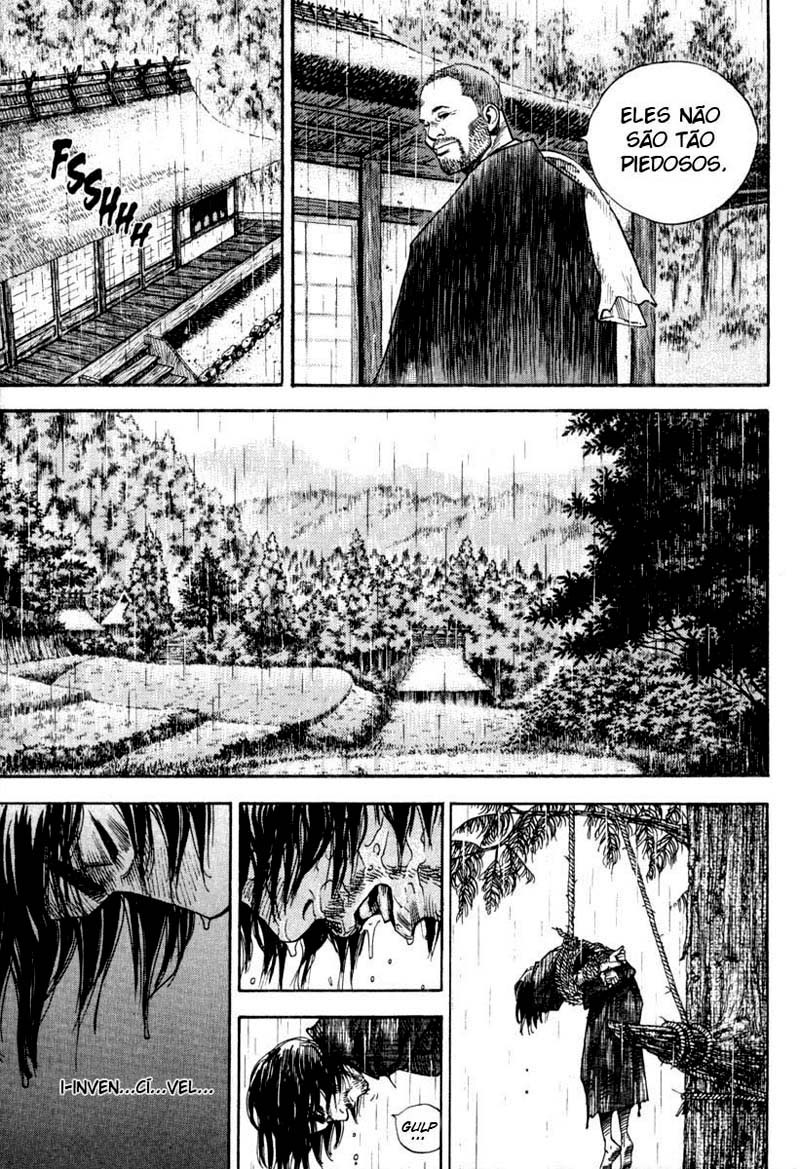 ELES NÃO
SÃO TÃO
PIEDOSOS.
FSSHHH
GULP
...
I-INVEN...CÍ...VEL...